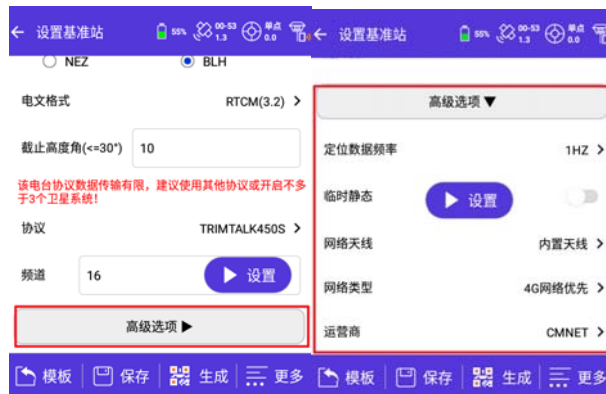 ← 设置基准站 55% 00-53 1.3 单点 0.0
NEZ BLH
电文格式 RTCM(3.2) >
截止高度角(<=30°) 10
该电台协议数据传输有限，建议使用其他协议或开启不多
于3个卫星系统!
协议 TRIMTALK450S >
频道 16 ▶ 设置
高级选项 ▶
模板 保存 生成 更多
← 设置基准站 55% 00-53 1.3 单点 0.0
高级选项 ▼
定位数据频率 1HZ >
临时静态 ▶ 设置
网络天线 内置天线 >
网络类型 4G网络优先 >
运营商 CMNET >
模板 保存 生成 更多